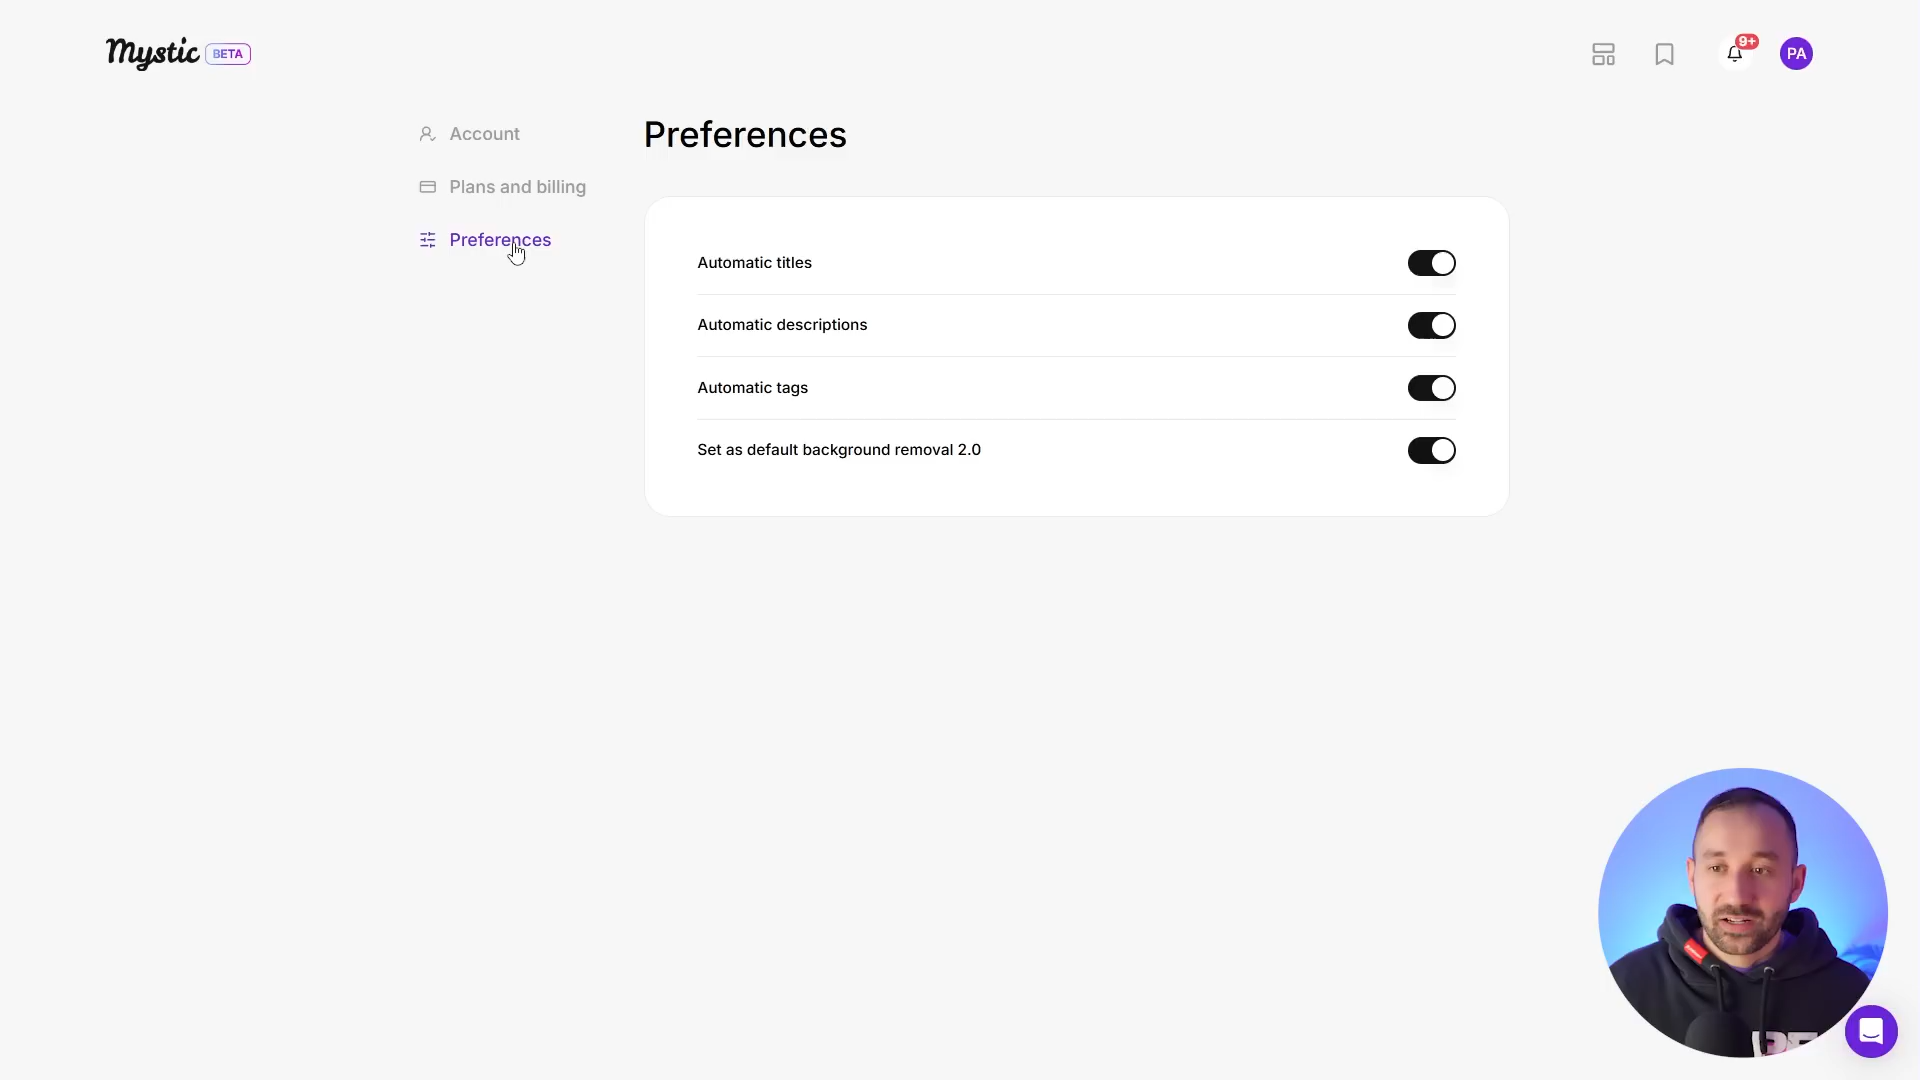 Mystic BETA
9+
PA
Account
Plans and billing
Preferences
Preferences
Automatic titles
Automatic descriptions
Automatic tags
Set as default background removal 2.0